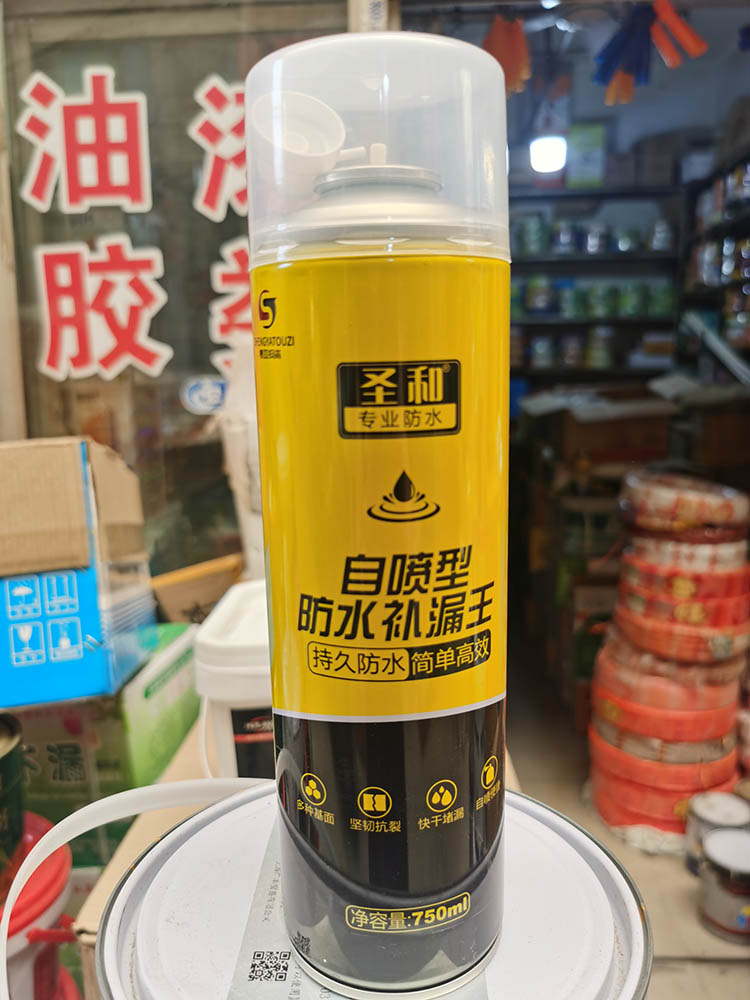 油
胶
SHENGYATOUZI
圣和®
专业防水
自喷型
防水补漏王
持久防水 简单高效
多种基面
坚韧抗裂
快干堵漏
净容量:750ml